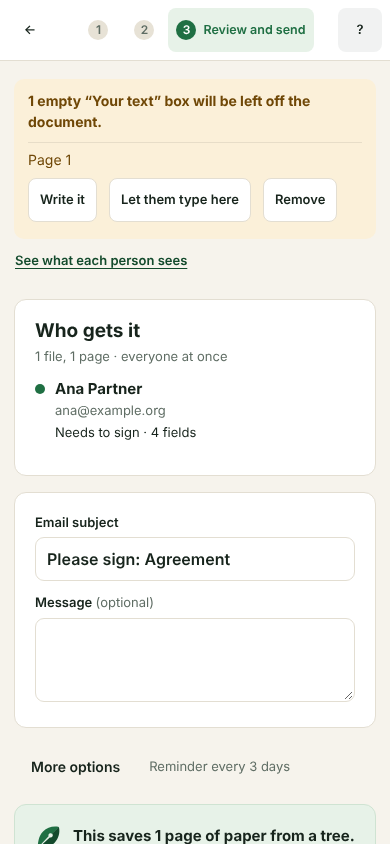 ←
1
2
3 Review and send
?
1 empty “Your text” box will be left off the
document.
Page 1
Write it
Let them type here
Remove
See what each person sees
Who gets it
1 file, 1 page · everyone at once
Ana Partner
ana@example.org
Needs to sign · 4 fields
Email subject
Please sign: Agreement
Message (optional)
More options
Reminder every 3 days
This saves 1 page of paper from a tree.